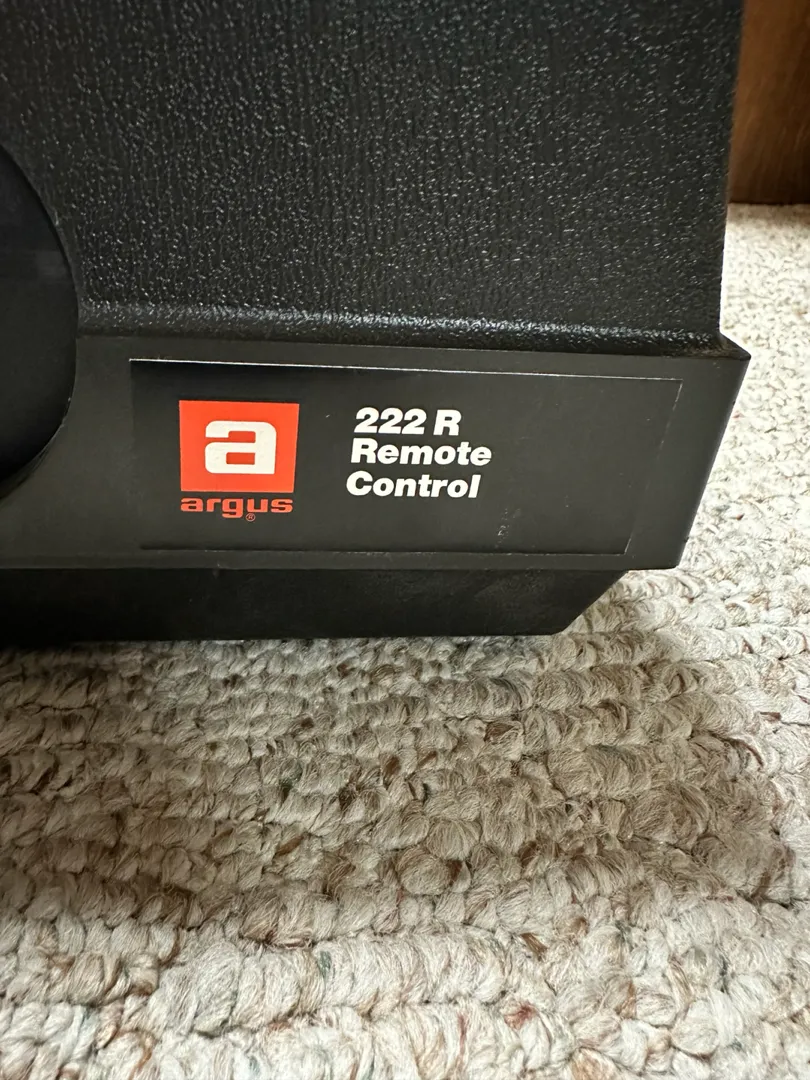 a
argus®
222 R
Remote
Control